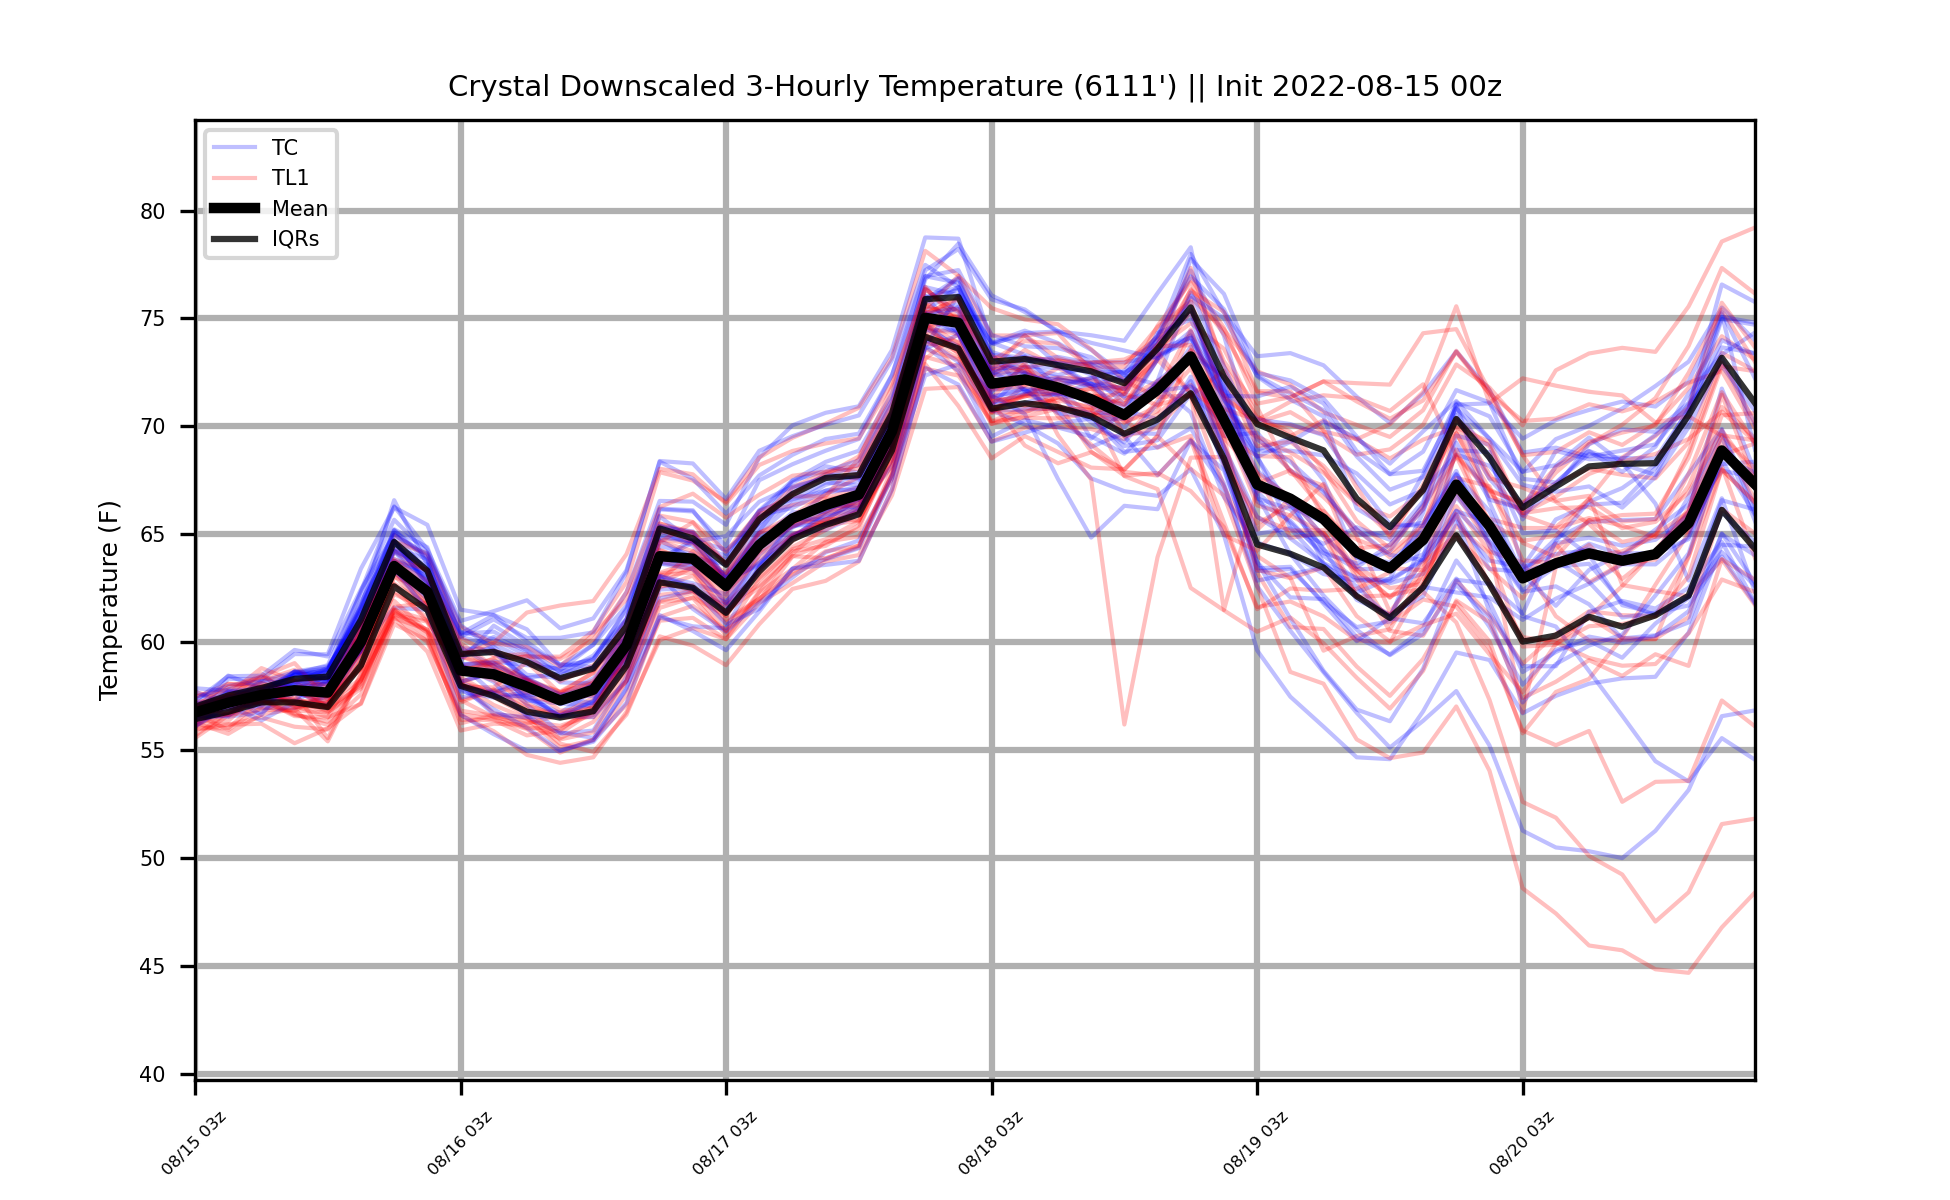 Crystal Downscaled 3-Hourly Temperature (6111') || Init 2022-08-15 00z
TC
TL1
Mean
IQRs
Temperature (F)
80
75
70
65
60
55
50
45
40
08/15 03z
08/16 03z
08/17 03z
08/18 03z
08/19 03z
08/20 03z